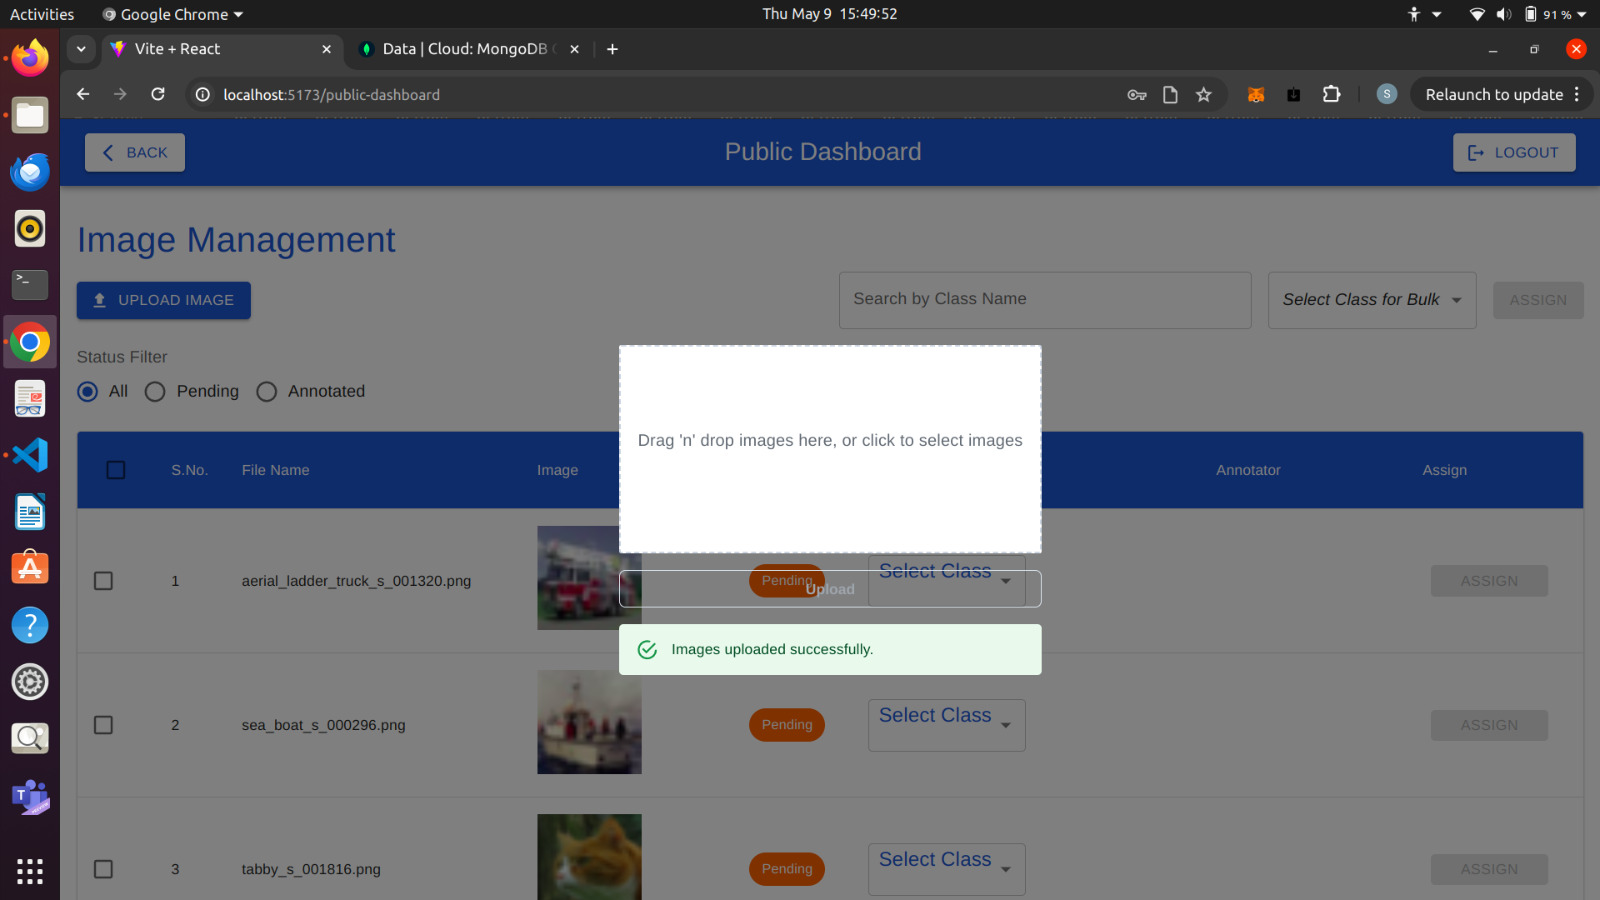 Activities Google Chrome Thu May 9 15:49:52 91 %
Vite + React Data | Cloud: MongoDB
localhost:5173/public-dashboard S Relaunch to update
BACK Public Dashboard LOGOUT
Image Management
UPLOAD IMAGE Search by Class Name Select Class for Bulk ASSIGN
Status Filter
All Pending Annotated
Drag 'n' drop images here, or click to select images
S.No. File Name Image Annotator Assign
1 aerial_ladder_truck_s_001320.png Pending Select Class ASSIGN
Upload
Images uploaded successfully.
2 sea_boat_s_000296.png Pending Select Class ASSIGN
3 tabby_s_001816.png Pending Select Class ASSIGN